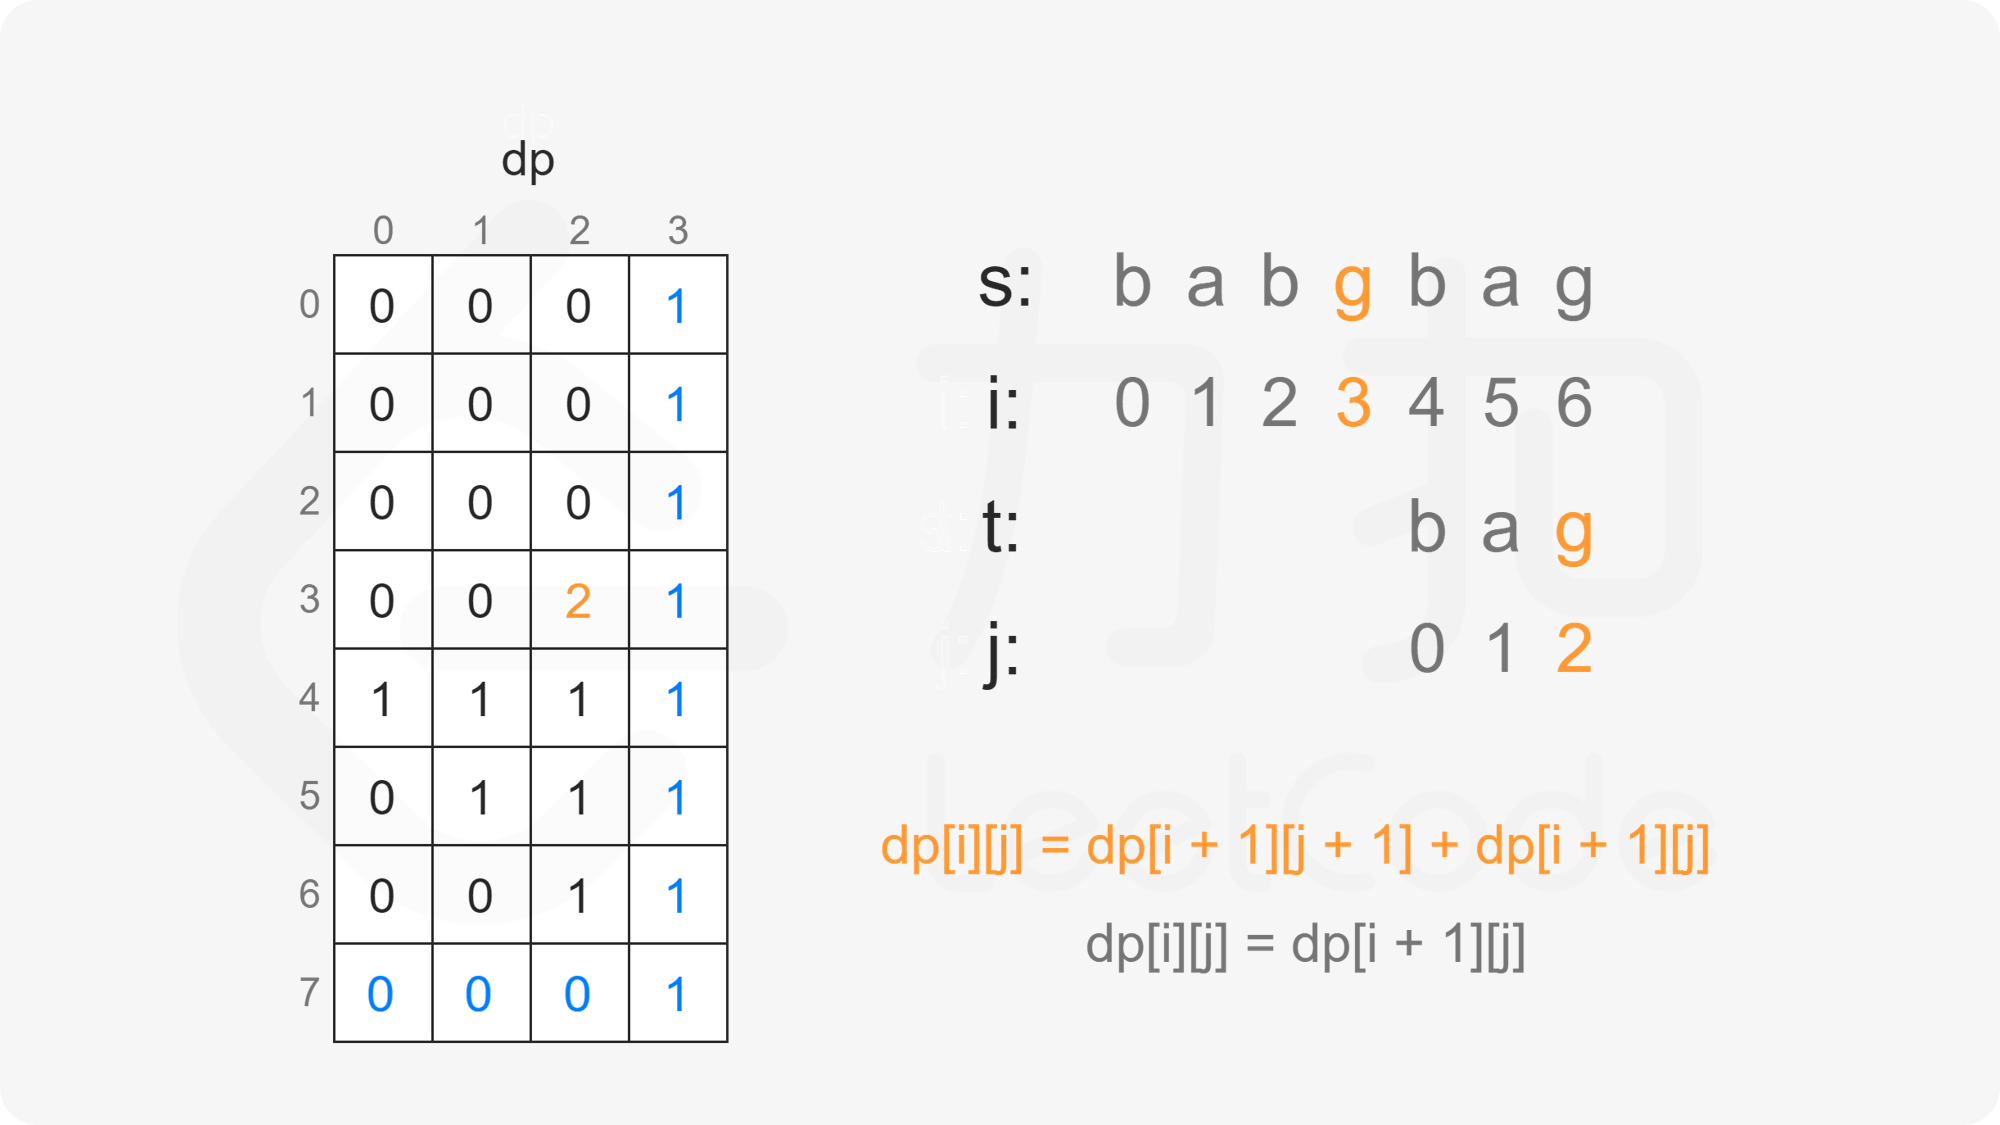 dp
0 1 2 3
0 0 0 0 1
1 0 0 0 1
2 0 0 0 1
3 0 0 2 1
4 1 1 1 1
5 0 1 1 1
6 0 0 1 1
7 0 0 0 1
s: b a b g b a g
i: 0 1 2 3 4 5 6
t: b a g
j: 0 1 2
dp[i][j] = dp[i + 1][j + 1] + dp[i + 1][j]
dp[i][j] = dp[i + 1][j]
力扣
LeetCode